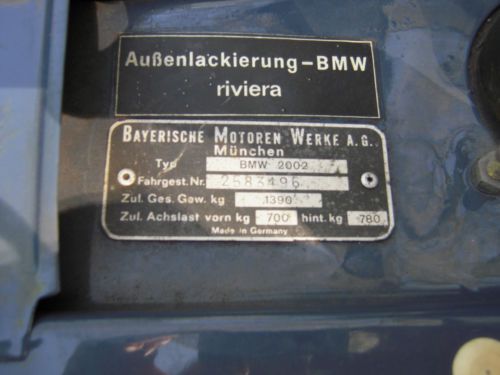 Außenlackierung-BMW
riviera
BAYERISCHE MOTOREN WERKE A.G.
München
Typ BMW 2002
Fahrgest. Nr. 2583496
Zul. Ges. Gew. kg 1390
Zul. Achslast vorn kg 700 hint. kg 780
Made in Germany